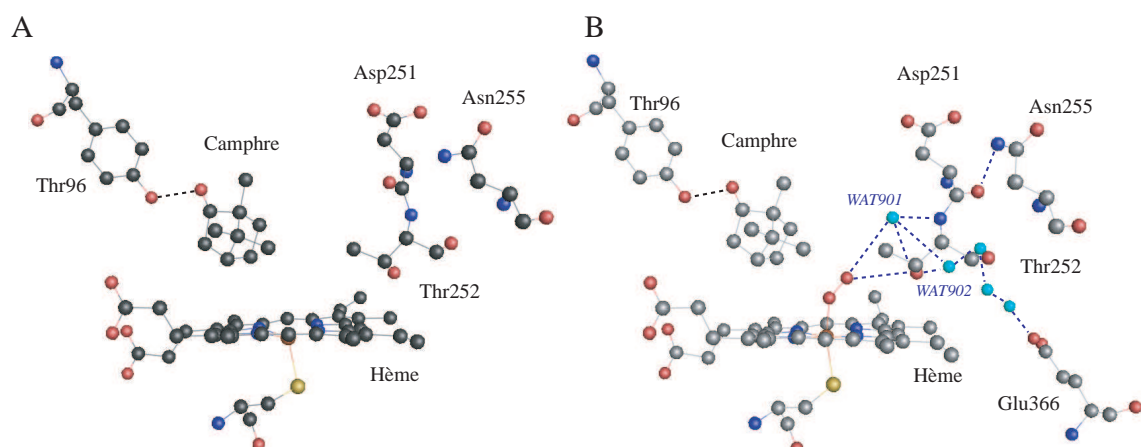 A
Asp251
Asn255
Camphre
Thr96
Thr252
Hème
B
Asp251
Asn255
Thr96
Camphre
WAT901
Thr252
WAT902
Hème
Glu366